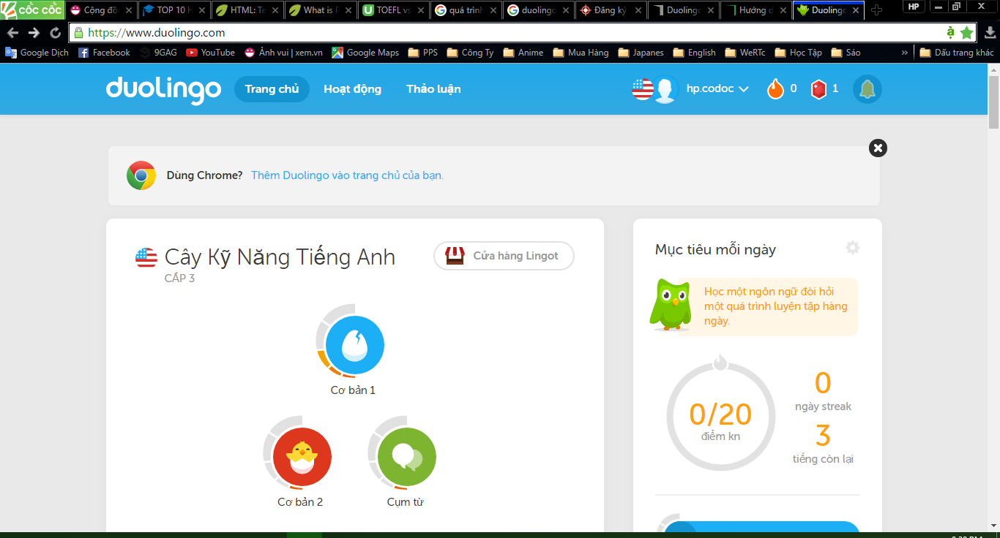 cốc cốc
Cộng đồ
TOP 10 H
HTML: Te
What is
TOEFL vs
quá trình
duolingo
Đăng ký
Duolingo
Hướng d
Duolingo
HP
https://www.duolingo.com
Google Dịch
Facebook
9GAG
YouTube
Ảnh vui | xem.vn
Google Maps
PPS
Công Ty
Anime
Mua Hàng
Japanes
English
WeRTc
Học Tập
Sáo
»
Dấu trang khác
duolingo
Trang chủ
Hoạt động
Thảo luận
hp.codoc
0
1
Dùng Chrome? Thêm Duolingo vào trang chủ của bạn.
Cây Kỹ Năng Tiếng Anh
CẤP 3
Cửa hàng Lingot
Cơ bản 1
Cơ bản 2
Cụm từ
Mục tiêu mỗi ngày
Học một ngôn ngữ đòi hỏi
một quá trình luyện tập hàng
ngày.
0/20
điểm kn
0
ngày streak
3
tiếng còn lại